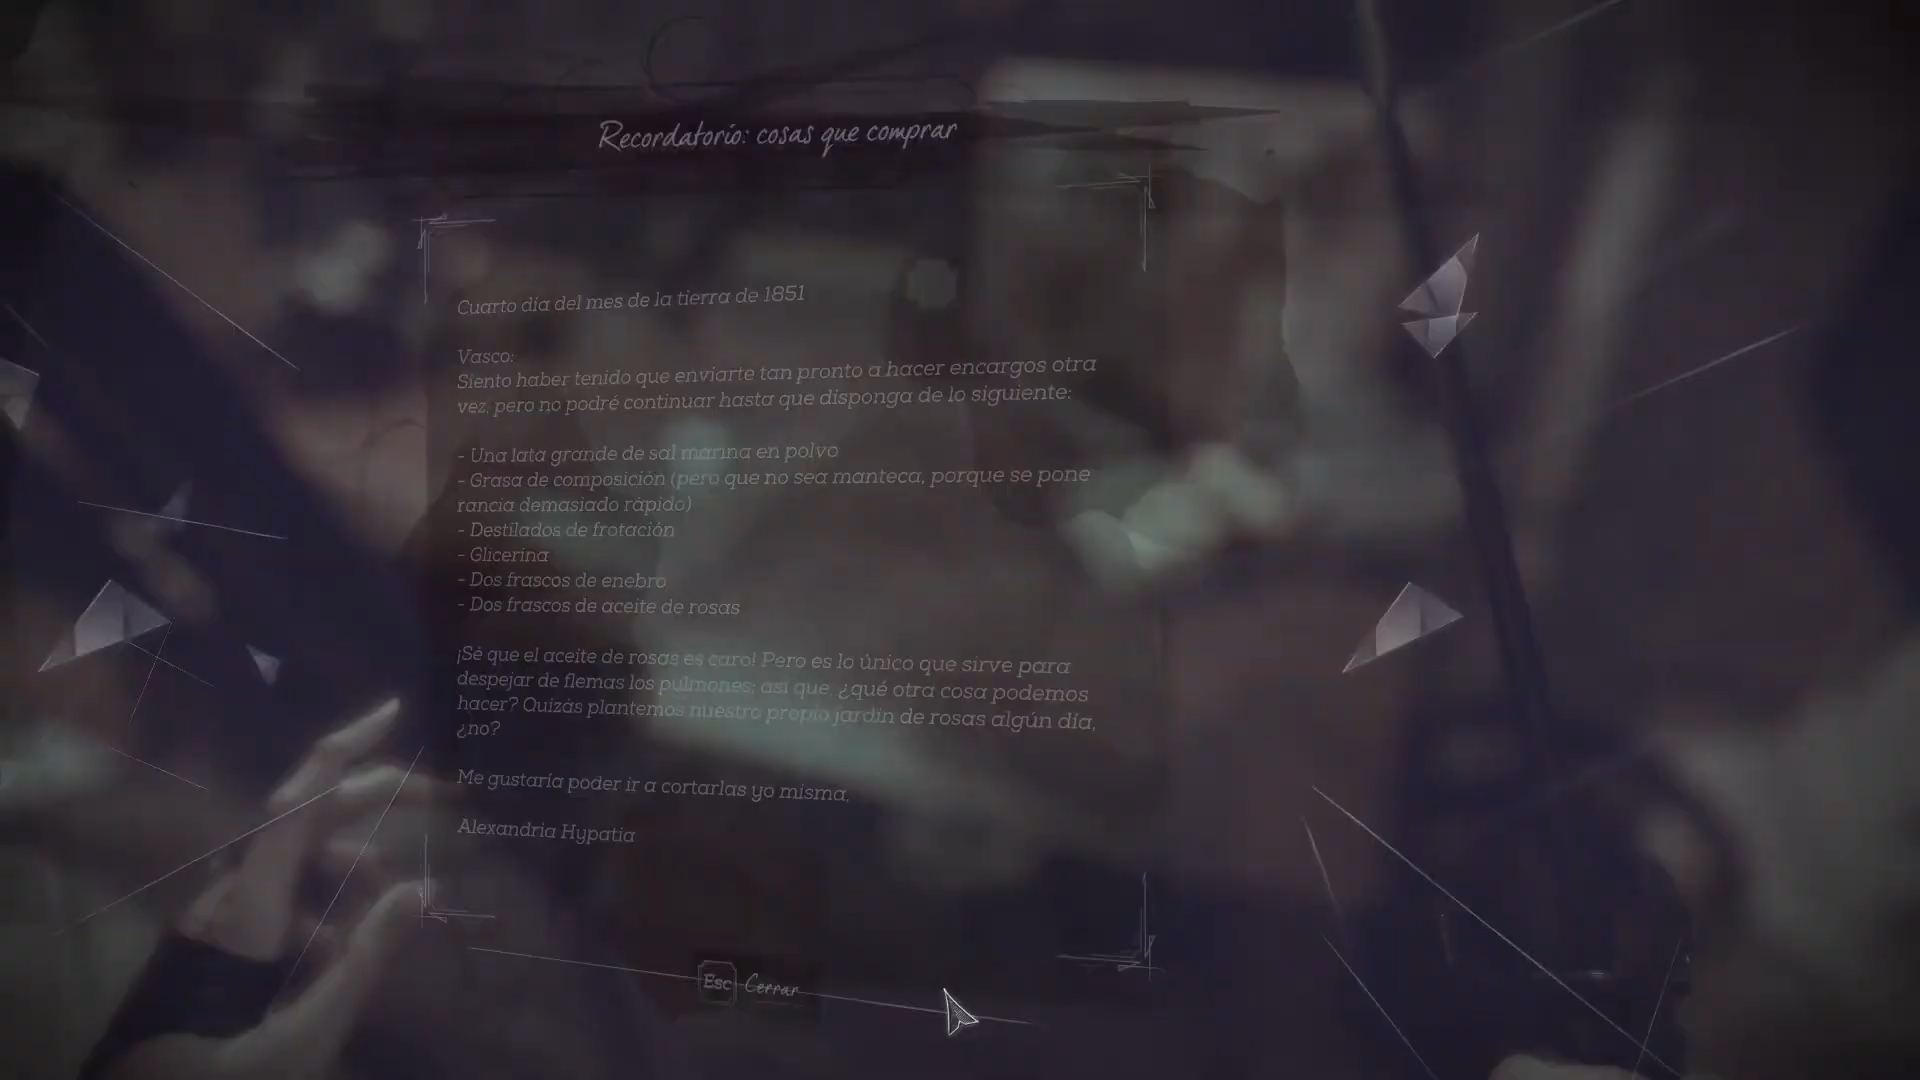 Recordatorio: cosas que comprar
Cuarto día del mes de la tierra de 1851
Vasco:
Siento haber tenido que enviarte tan pronto a hacer encargos otra
vez, pero no podré continuar hasta que disponga de lo siguiente:
- Una lata grande de sal marina en polvo
- Grasa de composición (pero que no sea manteca, porque se pone
rancia demasiado rápido)
- Destilados de frotación
- Glicerina
- Dos frascos de enebro
- Dos frascos de aceite de rosas
¡Sé que el aceite de rosas es caro! Pero es lo único que sirve para
despejar de flemas los pulmones; así que, ¿qué otra cosa podemos
hacer? Quizás plantemos nuestro propio jardín de rosas algún día,
¿no?
Me gustaría poder ir a cortarlas yo misma,
Alexandria Hypatia
Esc Cerrar